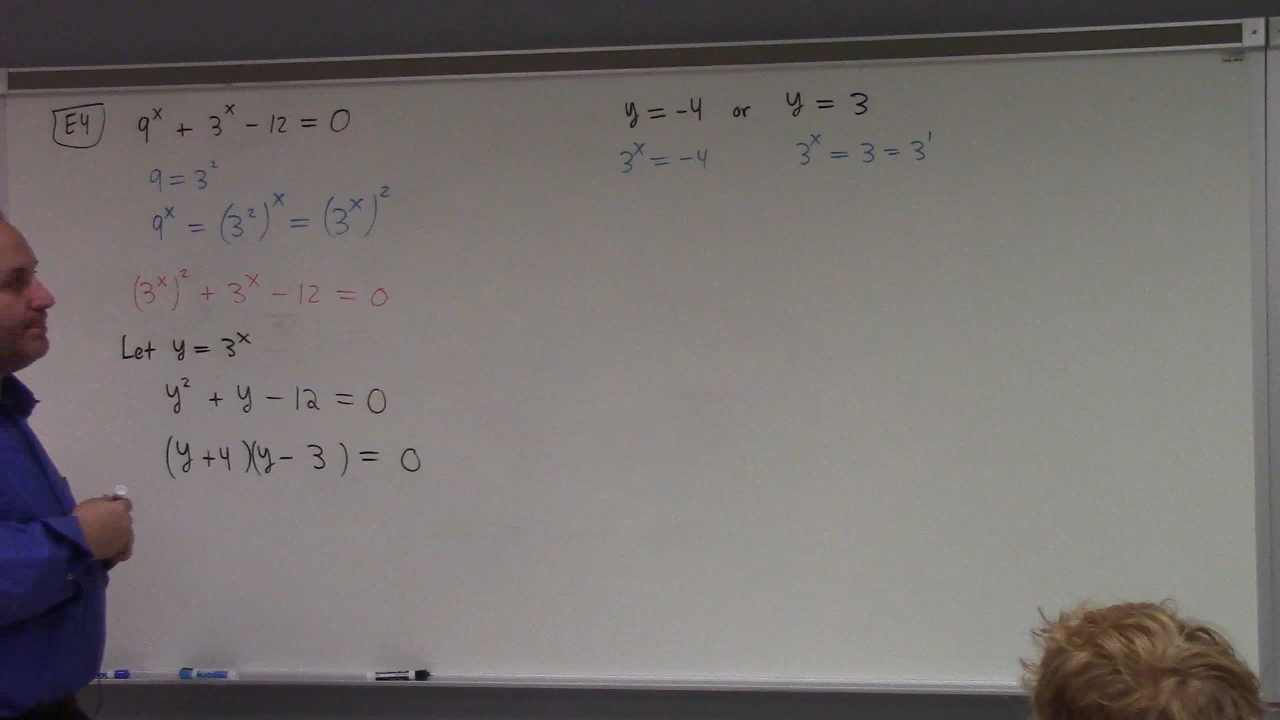 E4 9^x + 3^x - 12 = 0
9 = 3^2
9^x = (3^2)^x = (3^x)^2
(3^x)^2 + 3^x - 12 = 0
Let y = 3^x
y^2 + y - 12 = 0
(y+4)(y-3) = 0
y = -4 or y = 3
3^x = -4 3^x = 3 = 3^1